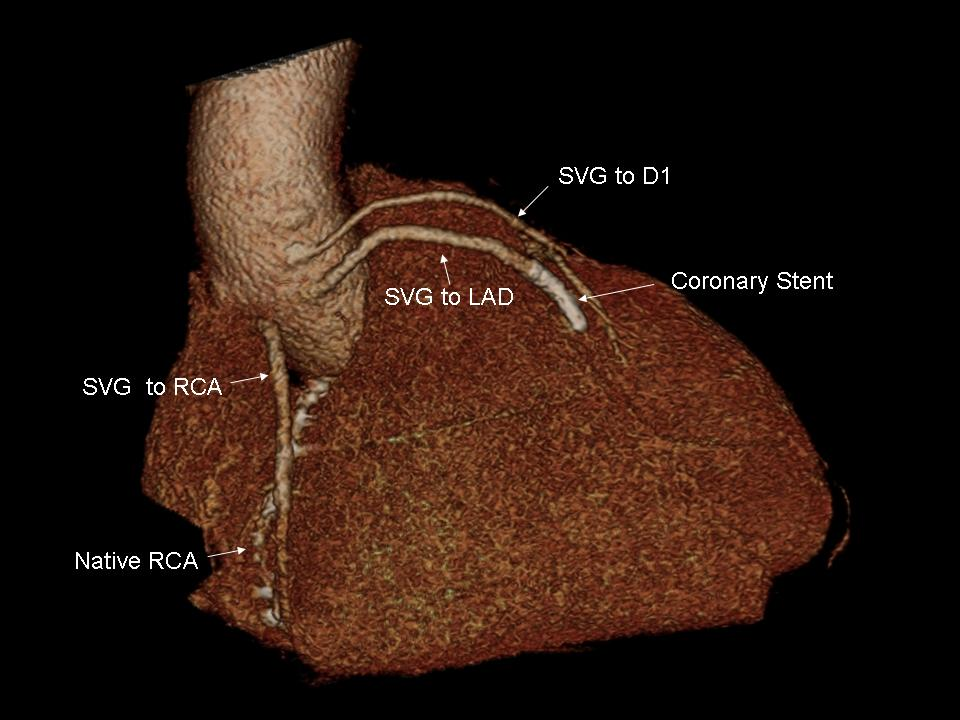 SVG to D1
Coronary Stent
SVG to LAD
SVG  to RCA
Native RCA